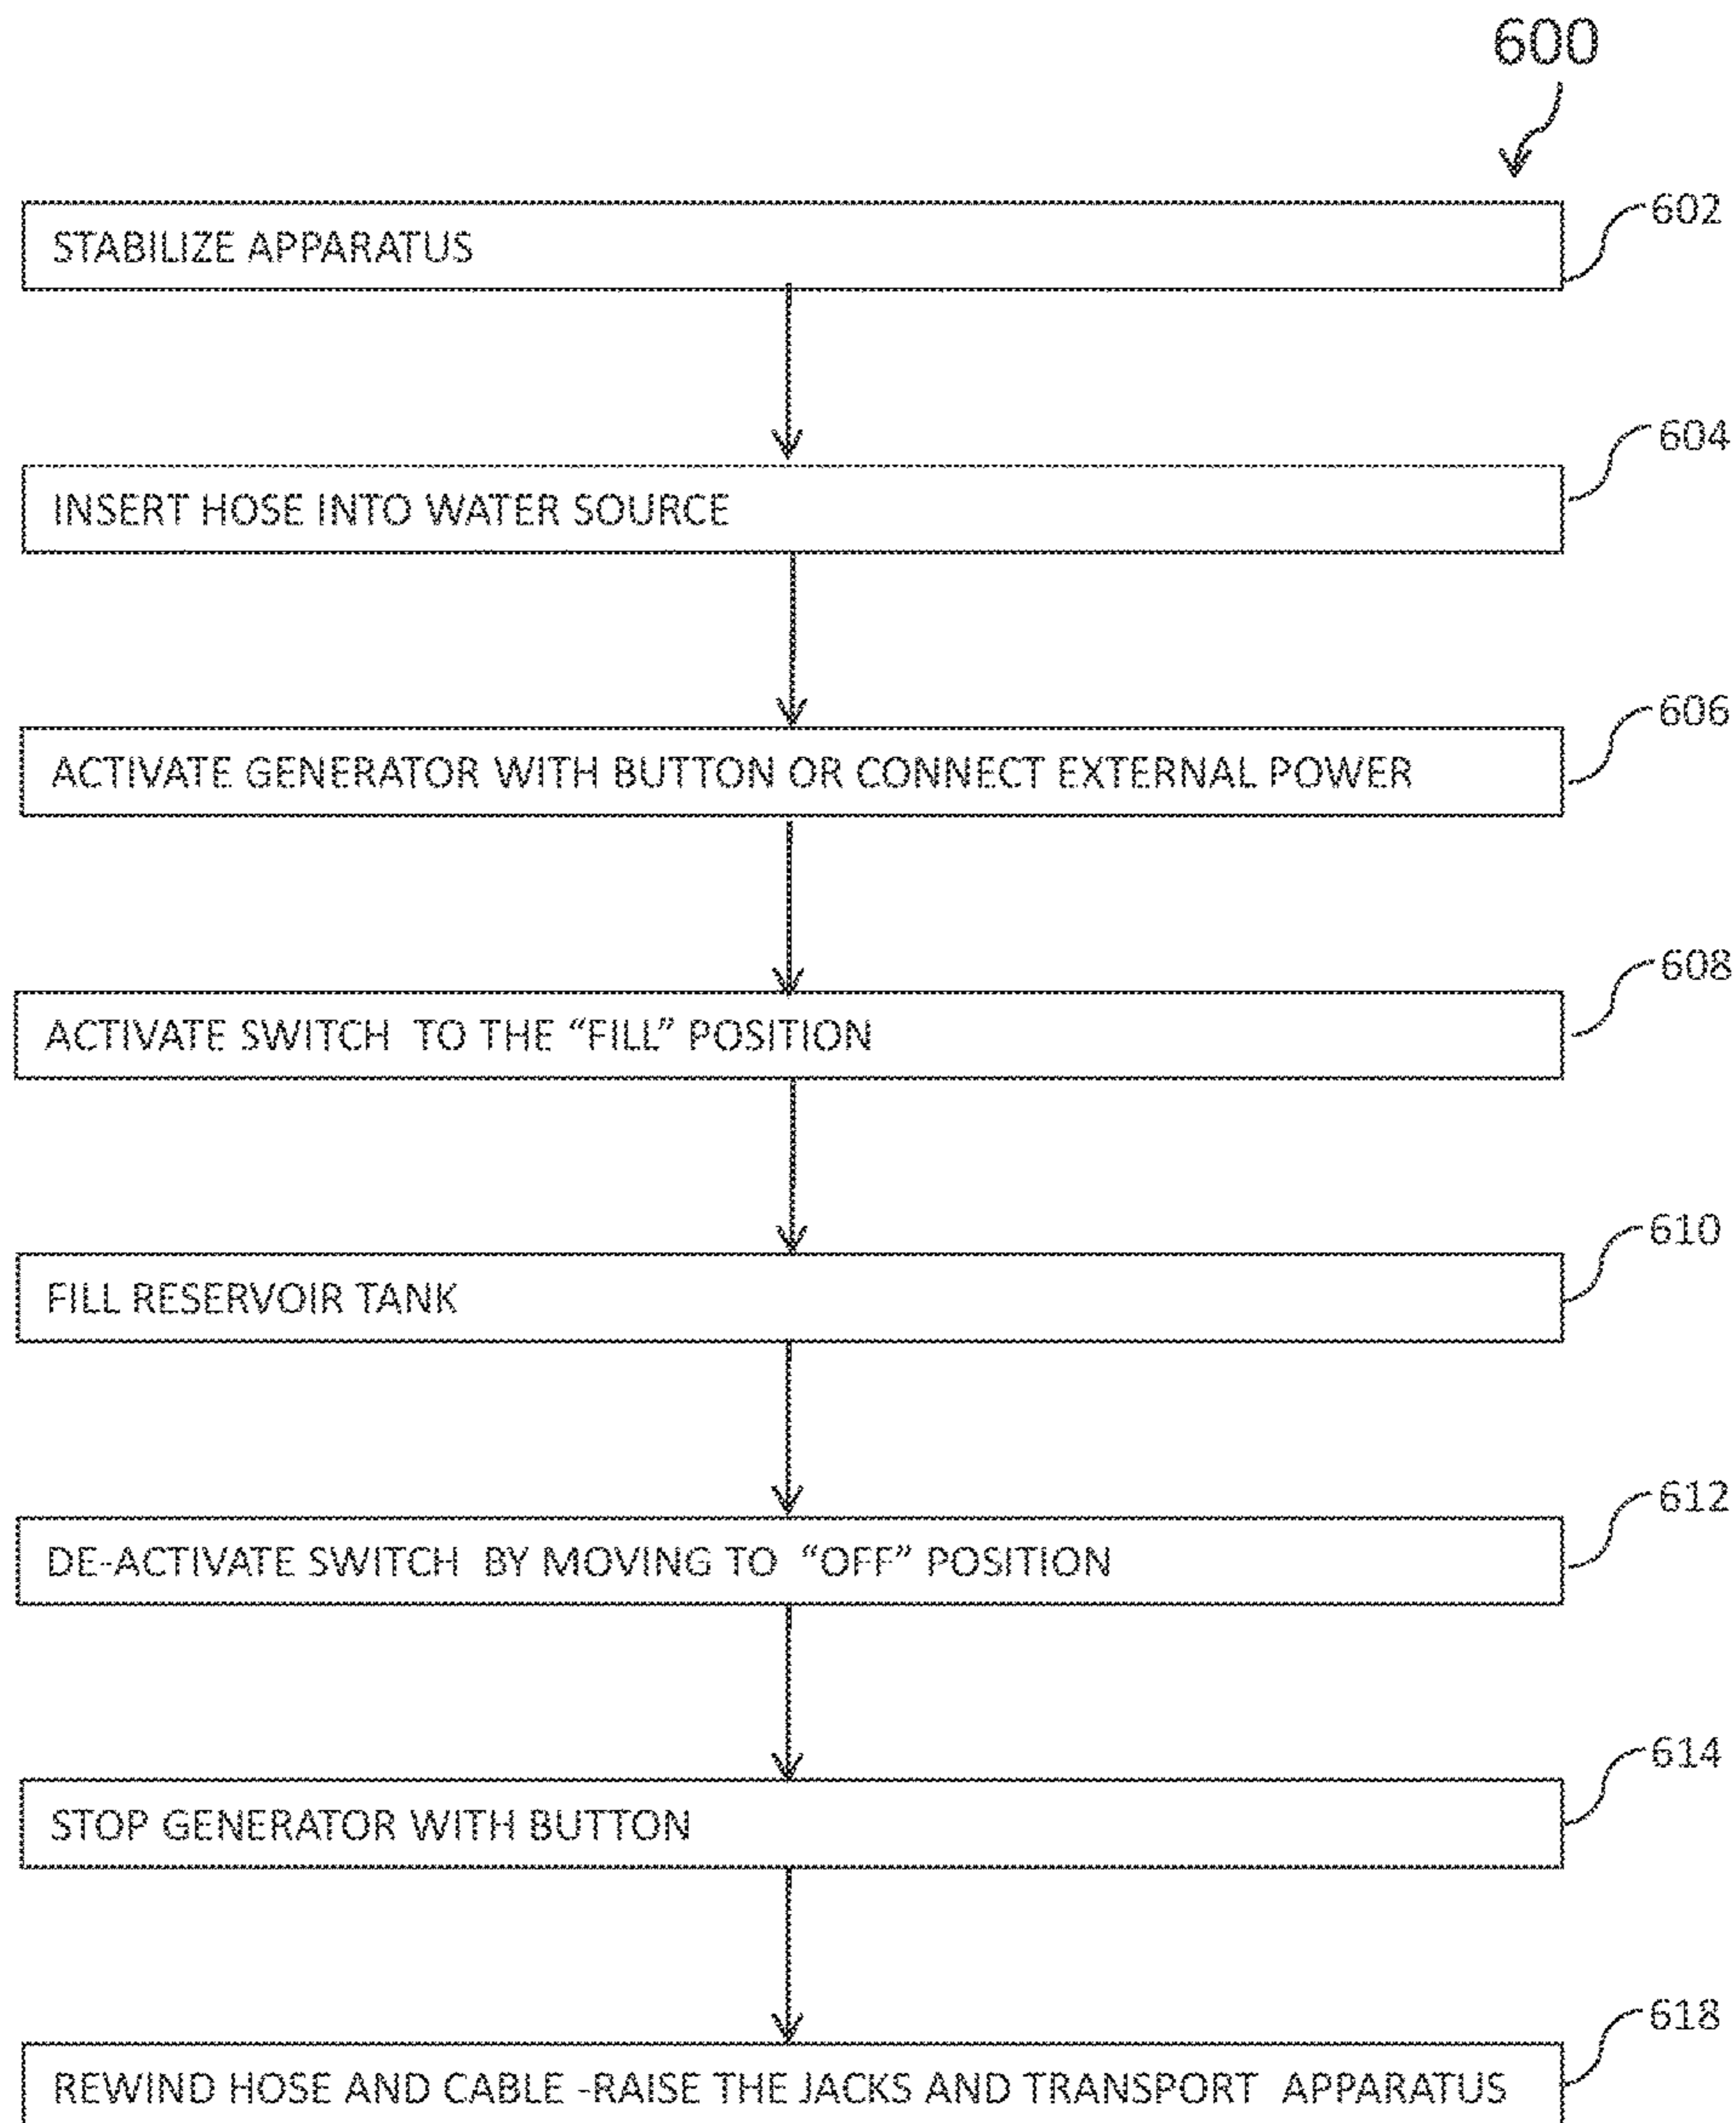 600
602
STABILIZE APPARATUS
604
INSERT HOSE INTO WATER SOURCE
606
ACTIVATE GENERATOR WITH BUTTON OR CONNECT EXTERNAL POWER
608
ACTIVATE SWITCH TO THE “FILL” POSITION
610
FILL RESERVOIR TANK
612
DE-ACTIVATE SWITCH BY MOVING TO “OFF” POSITION
614
STOP GENERATOR WITH BUTTON
618
REWIND HOSE AND CABLE -RAISE THE JACKS AND TRANSPORT APPARATUS